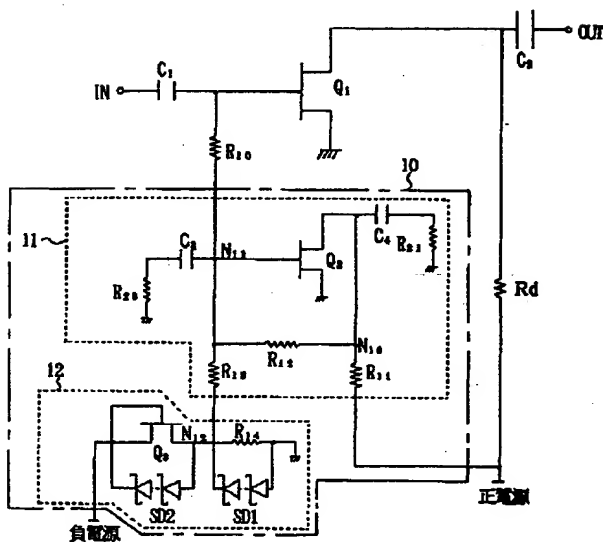 OUT
C₁
C₂
IN
Q₁
R₂₀
10
11
C₃
N₁₂
Q₂
C₄
R₂₁
R₂₃
Rd
R₁₂
N₁₀
R₁₃
R₁₁
12
N₁₃
R₁₄
Q₃
SD2
SD1
負電源
正電源